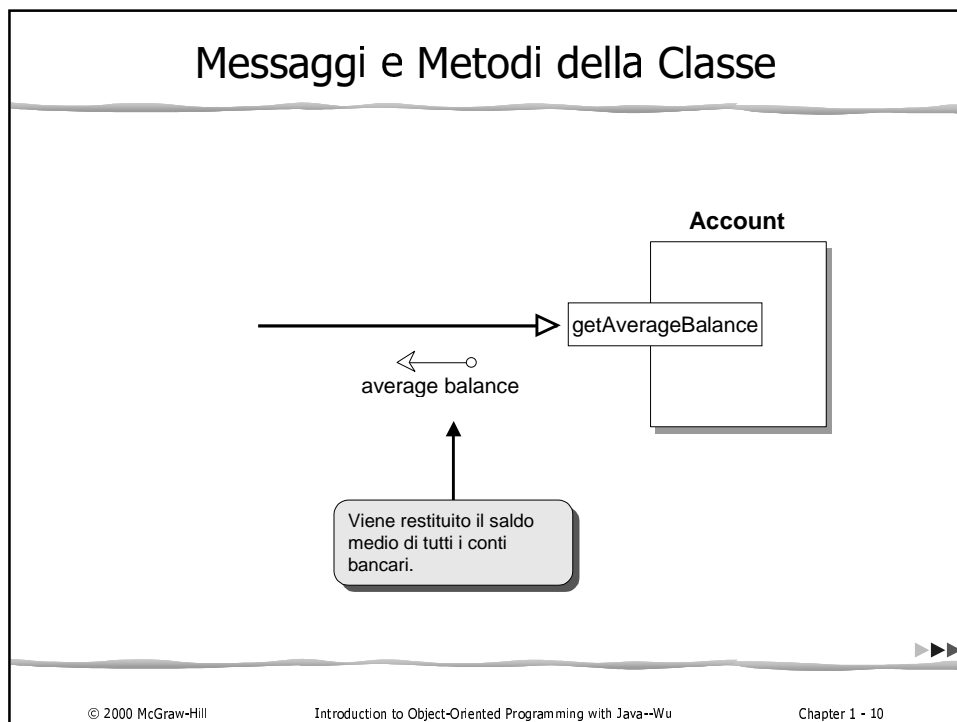 Messaggi e Metodi della Classe
Account
getAverageBalance
average balance
Viene restituito il saldo
medio di tutti i conti
bancari.
© 2000 McGraw-Hill Introduction to Object-Oriented Programming with Java--Wu Chapter 1 - 10